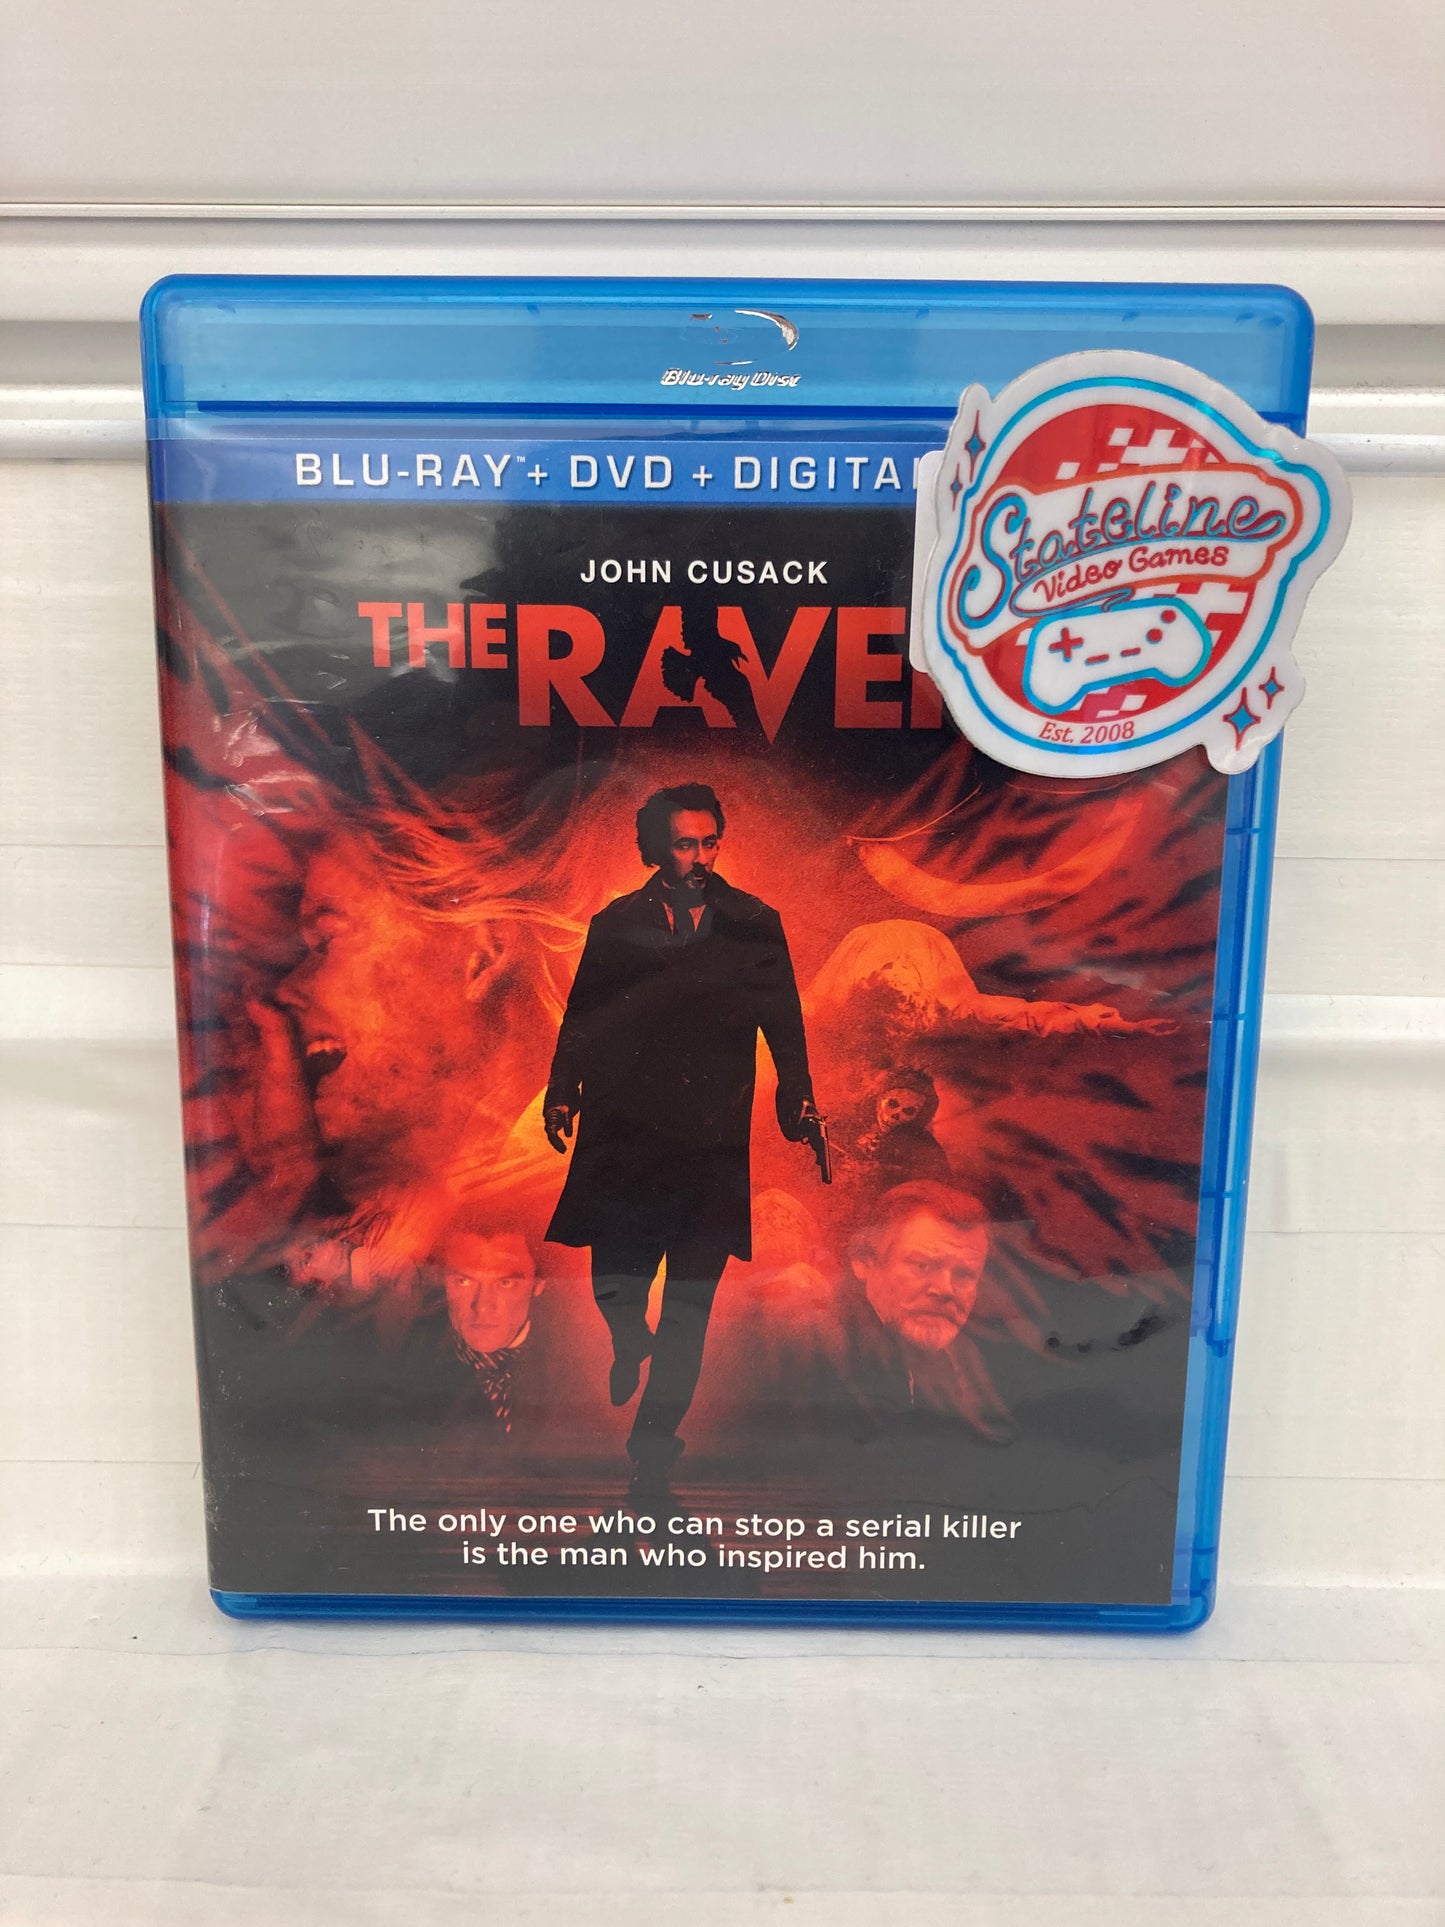 Blu-ray Disc
BLU-RAY™ + DVD + DIGITA
JOHN CUSACK
THE RAVE
Stateline
Video Games
Est. 2008
The only one who can stop a serial killer
is the man who inspired him.